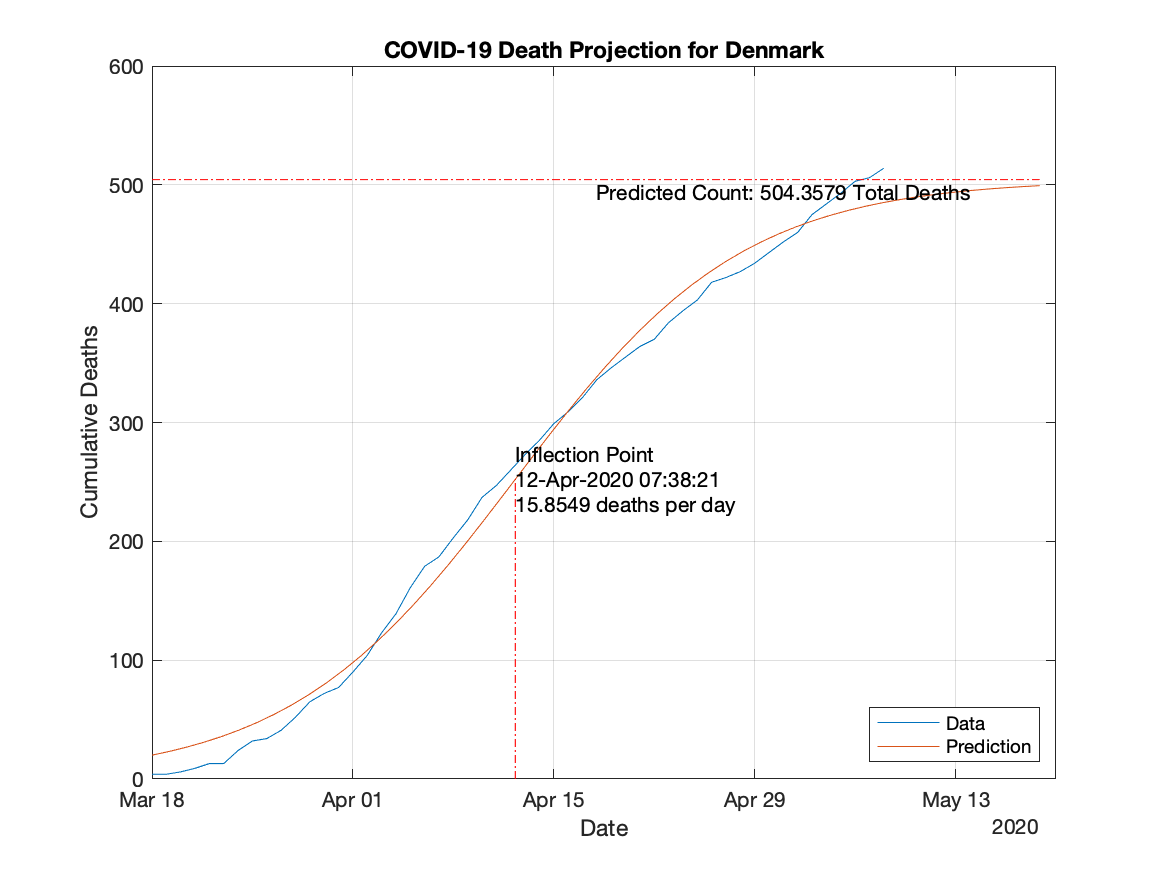 COVID-19 Death Projection for Denmark
600
500
400
300
200
100
0
Cumulative Deaths
Predicted Count: 504.3579 Total Deaths
Inflection Point
12-Apr-2020 07:38:21
15.8549 deaths per day
Data
Prediction
Mar 18 Apr 01 Apr 15 Apr 29 May 13
Date
2020